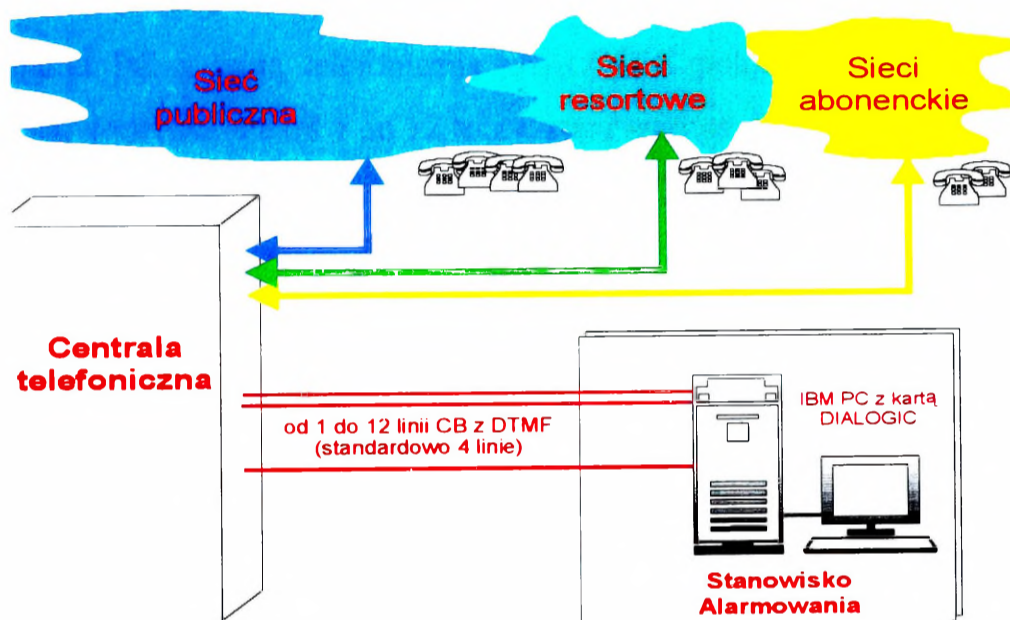 Sieć
publiczna
Sieci
resortowe
Sieci
abonenckie
Centrala
telefoniczna
od 1 do 12 linii CB z DTMF
(standardowo 4 linie)
IBM PC z kartą
DIALOGIC
Stanowisko
Alarmowania